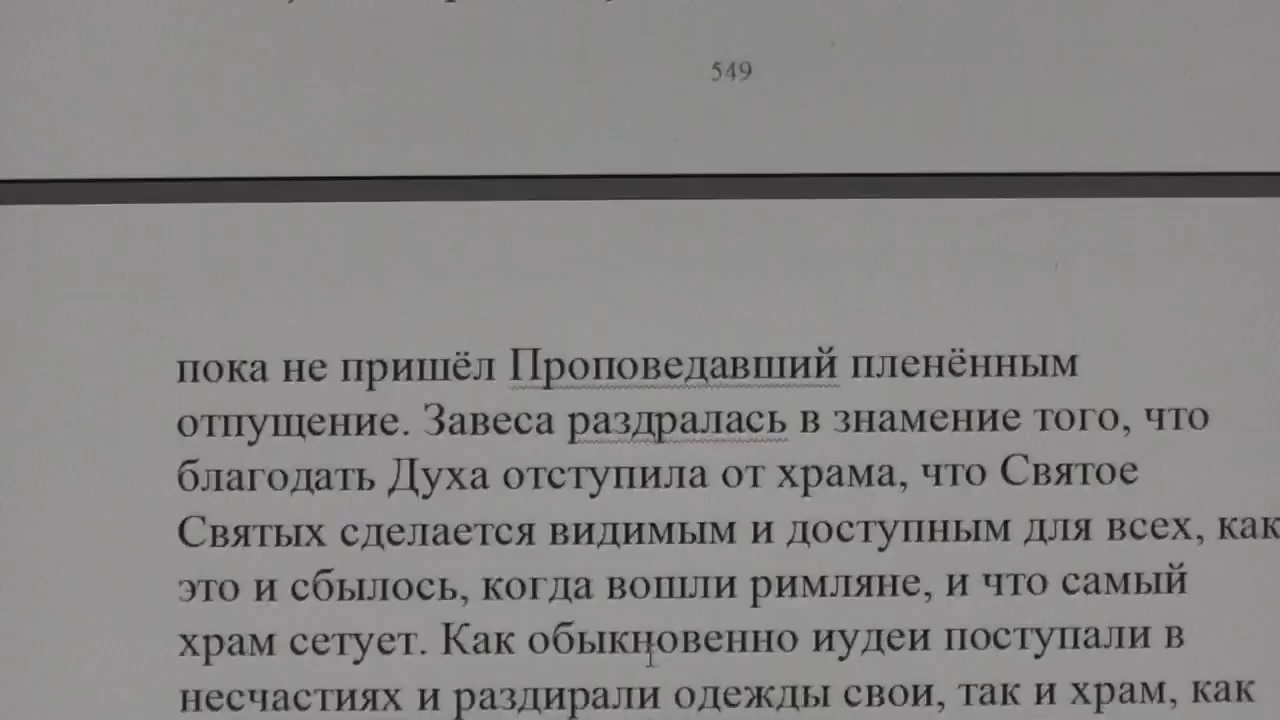 549
пока не пришёл Проповедавший пленённым
отпущение. Завеса раздралась в знамение того, что
благодать Духа отступила от храма, что Святое
Святых сделается видимым и доступным для всех, как
это и сбылось, когда вошли римляне, и что самый
храм сетует. Как обыкновенно иудеи поступали в
несчастиях и раздирали одежды свои, так и храм, как